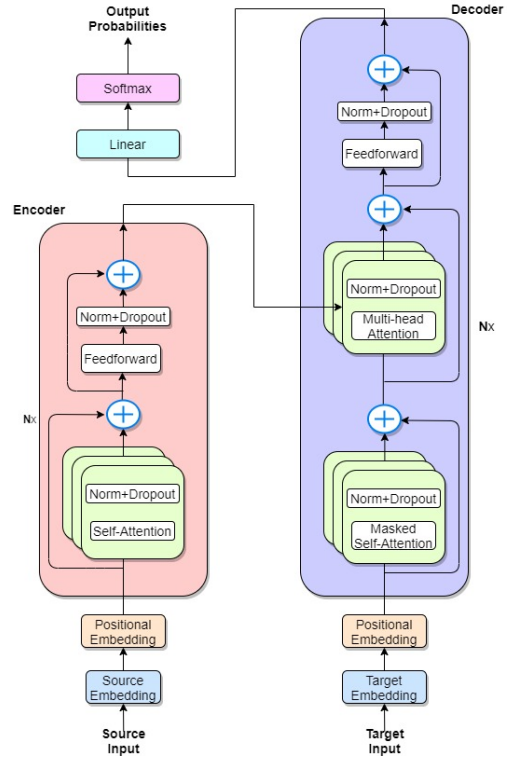 Output
Probabilities
Softmax
Linear
Encoder
Norm+Dropout
Feedforward
Nx
Norm+Dropout
Self-Attention
Positional
Embedding
Source
Embedding
Source
Input
Decoder
Norm+Dropout
Feedforward
Norm+Dropout
Multi-head
Attention
Nx
Norm+Dropout
Masked
Self-Attention
Positional
Embedding
Target
Embedding
Target
Input